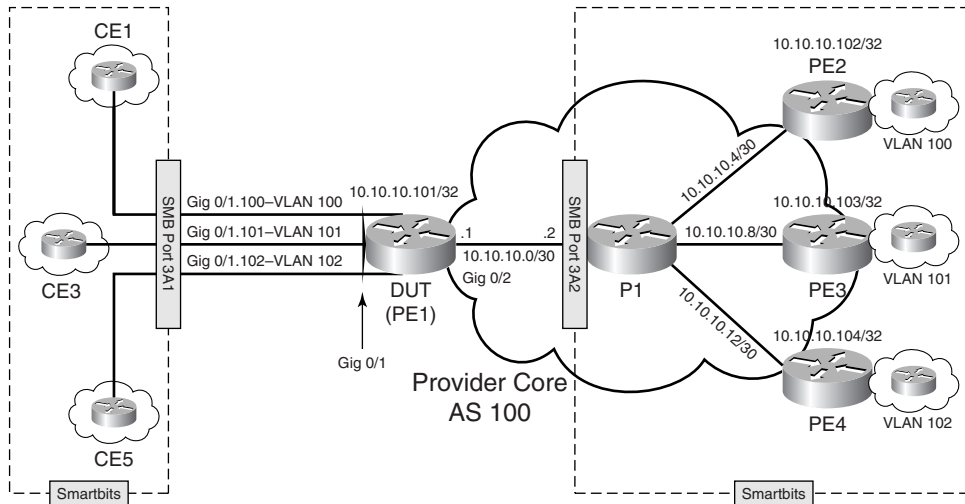 CE1
CE3
CE5
Smartbits
SMB Port 3A1
Gig 0/1.100–VLAN 100
Gig 0/1.101–VLAN 101
Gig 0/1.102–VLAN 102
10.10.10.101/32
DUT
(PE1)
Gig 0/1
.1
.2
10.10.10.0/30
Gig 0/2
Provider Core
AS 100
SMB Port 3A2
P1
10.10.10.4/30
10.10.10.8/30
10.10.10.12/30
10.10.10.102/32
PE2
VLAN 100
10.10.10.103/32
PE3
VLAN 101
10.10.10.104/32
PE4
VLAN 102
Smartbits